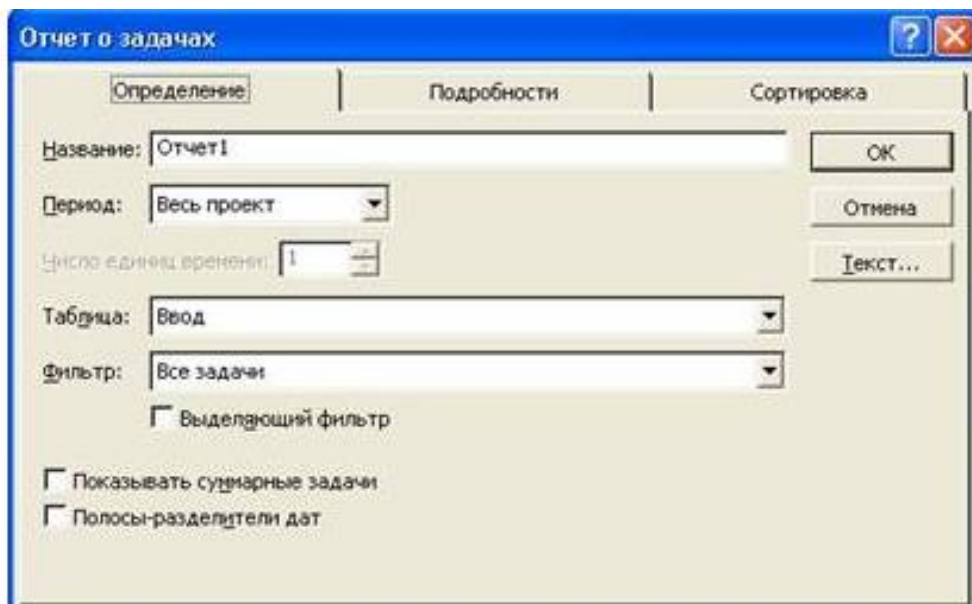 Отчет о задачах
Определение Подробности Сортировка
Название: Отчет1 ОК
Период: Весь проект Отмена
Число единиц времени: 1 Текст...
Таблица: Ввод
Фильтр: Все задачи
Выделяющий фильтр
Показывать суммарные задачи
Полосы-разделители дат